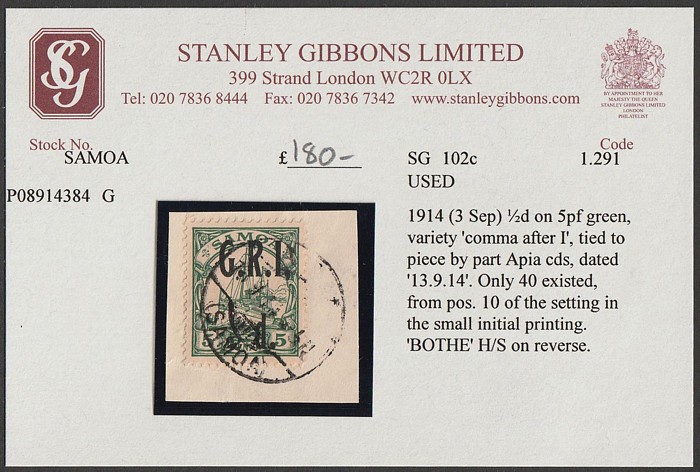 SG
STANLEY GIBBONS LIMITED
399 Strand London WC2R 0LX
Tel: 020 7836 8444 Fax: 020 7836 7342 www.stanleygibbons.com
BY APPOINTMENT TO HER
MAJESTY THE QUEEN
STANLEY GIBBONS LIMITED
LONDON
PHILATELIST
Stock No.
Code
SAMOA
£ 180-
SG 102c
1.291
USED
P08914384 G
1914 (3 Sep) ½d on 5pf green,
variety 'comma after I', tied to
piece by part Apia cds, dated
'13.9.14'. Only 40 existed,
from pos. 10 of the setting in
the small initial printing.
'BOTHE' H/S on reverse.
SAMOA
G.R.I,
d.
5 5